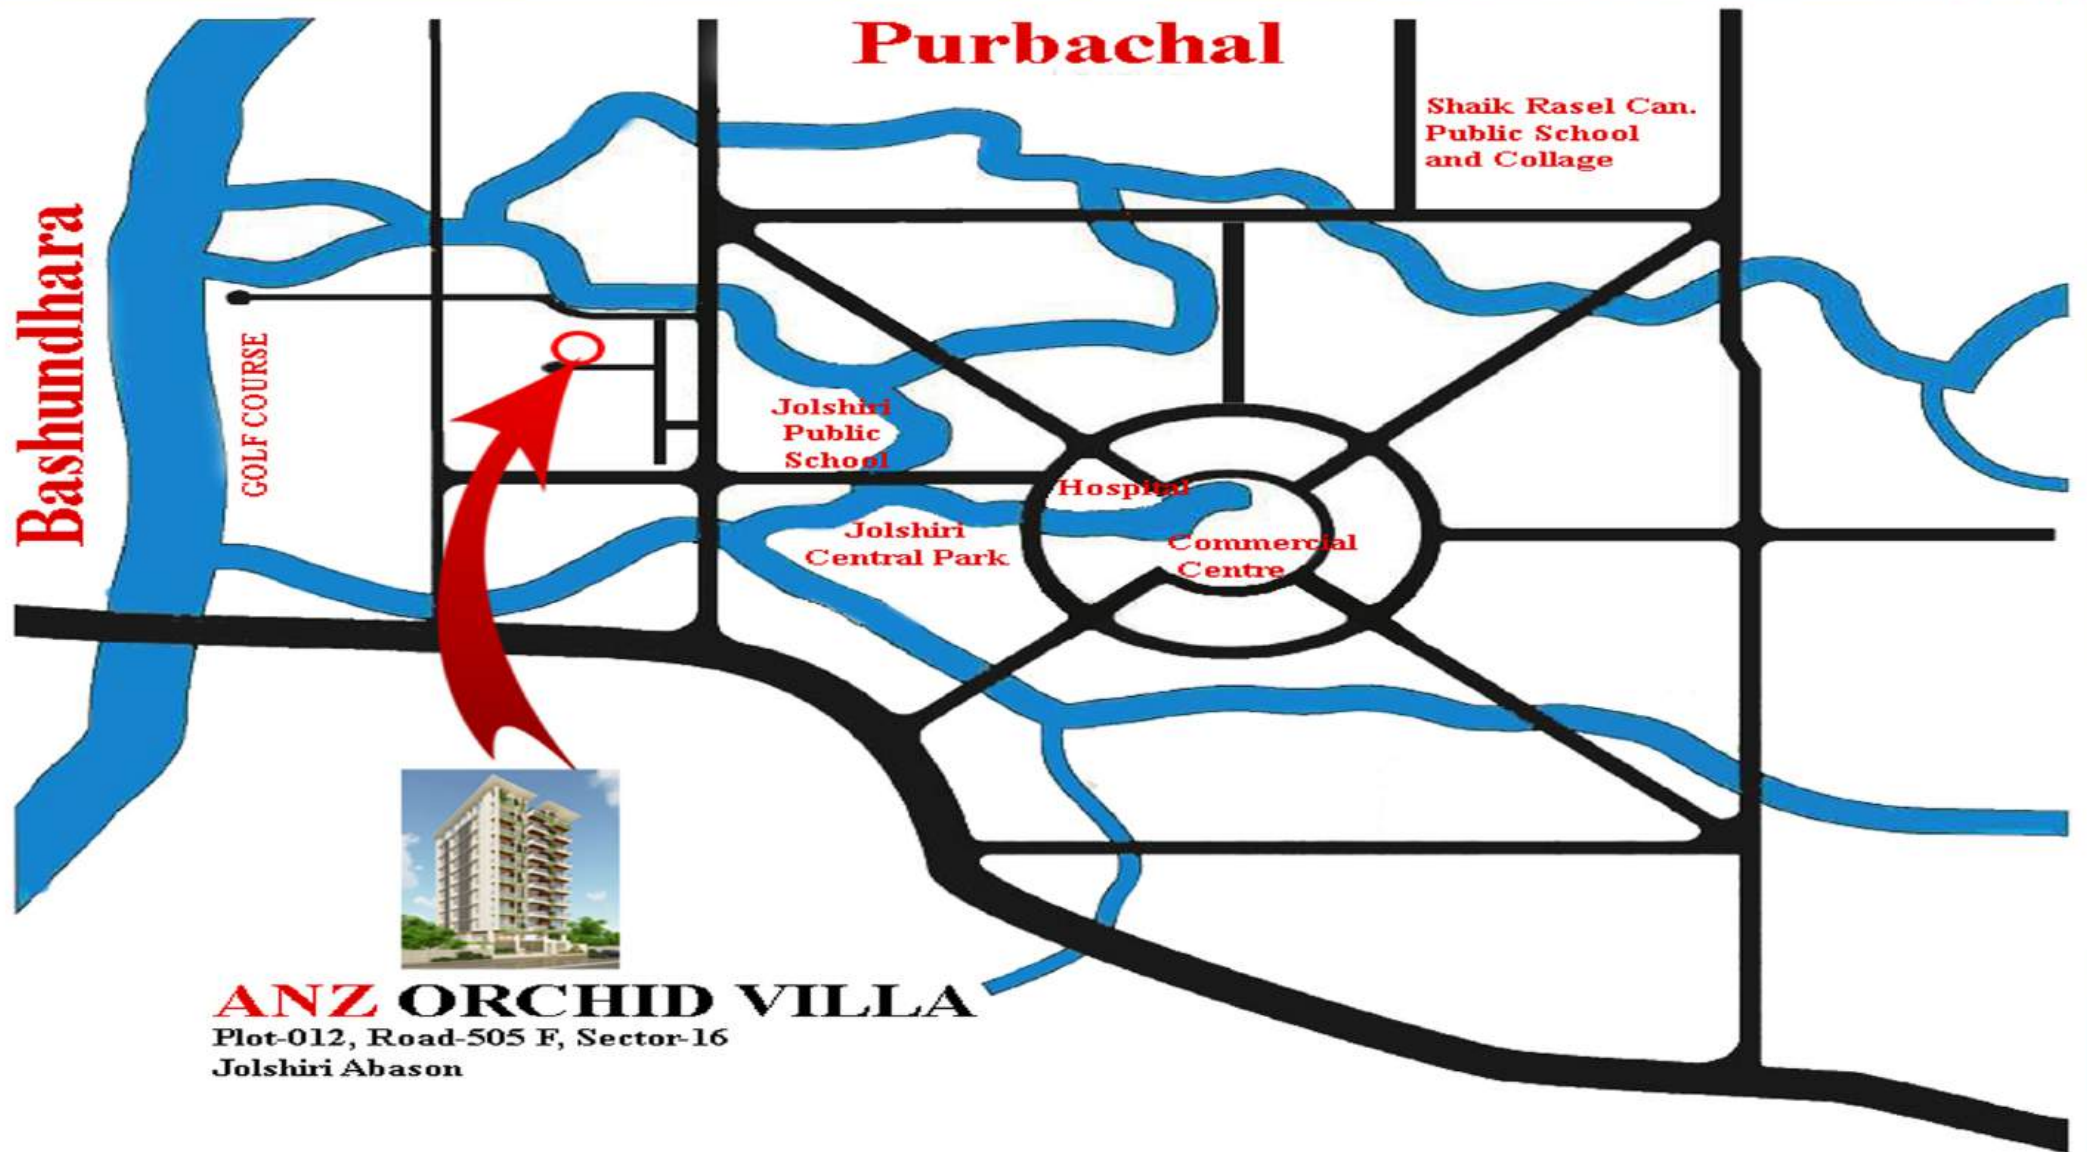 Purbachal
Shaik Rasel Can.
Public School
and Collage
Bashundhara
GOLF COURSE
Jolshiri
Public
School
Hospital
Jolshiri
Central Park
Commercial
Centre
ANZ ORCHID VILLA
Plot-012, Road-505 F, Sector-16
Jolshiri Abason